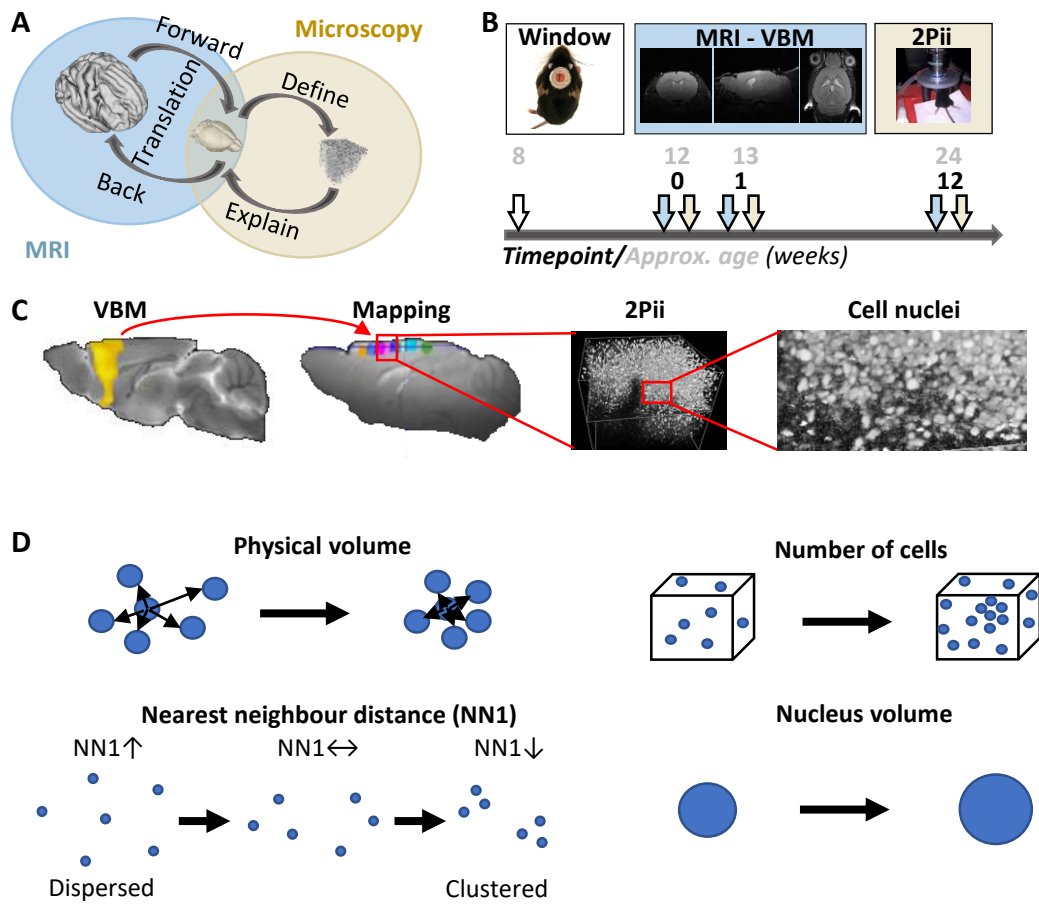 A
Microscopy
Forward
Define
Translation
Back
Explain
MRI
B
Window
MRI - VBM
2Pii
8
12
13
24
0
1
12
Timepoint/Approx. age (weeks)
C
VBM
Mapping
2Pii
Cell nuclei
D
Physical volume
Number of cells
Nearest neighbour distance (NN1)
Nucleus volume
NN1↑
NN1↔
NN1↓
Dispersed
Clustered